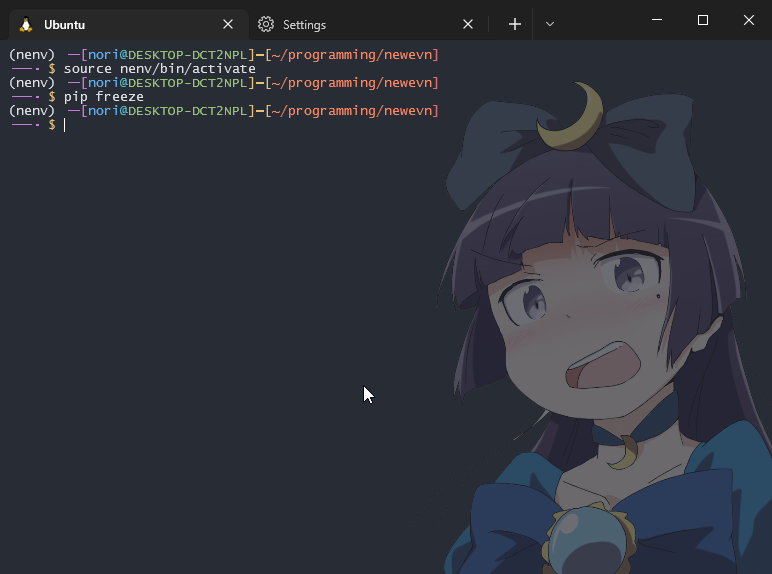 Ubuntu
Settings
(nenv) —[nori@DESKTOP-DCT2NPL]—[~/programming/newevn]
——- $ source nenv/bin/activate
(nenv) —[nori@DESKTOP-DCT2NPL]—[~/programming/newevn]
——- $ pip freeze
(nenv) —[nori@DESKTOP-DCT2NPL]—[~/programming/newevn]
——- $